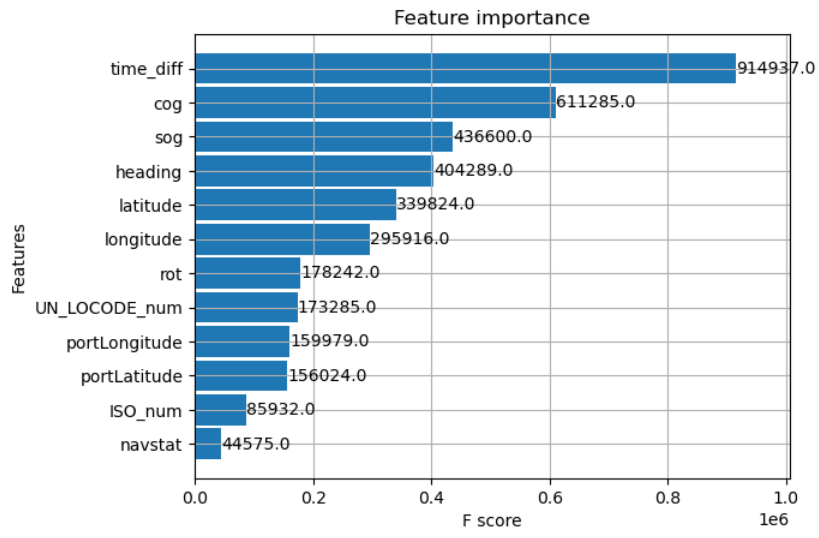 Feature importance
time_diff 914937.0
cog 611285.0
sog 436600.0
heading 404289.0
latitude 339824.0
longitude 295916.0
rot 178242.0
UN_LOCODE_num 173285.0
portLongitude 159979.0
portLatitude 156024.0
ISO_num 85932.0
navstat 44575.0
Features
0.0 0.2 0.4 0.6 0.8 1.0
1e6
F score